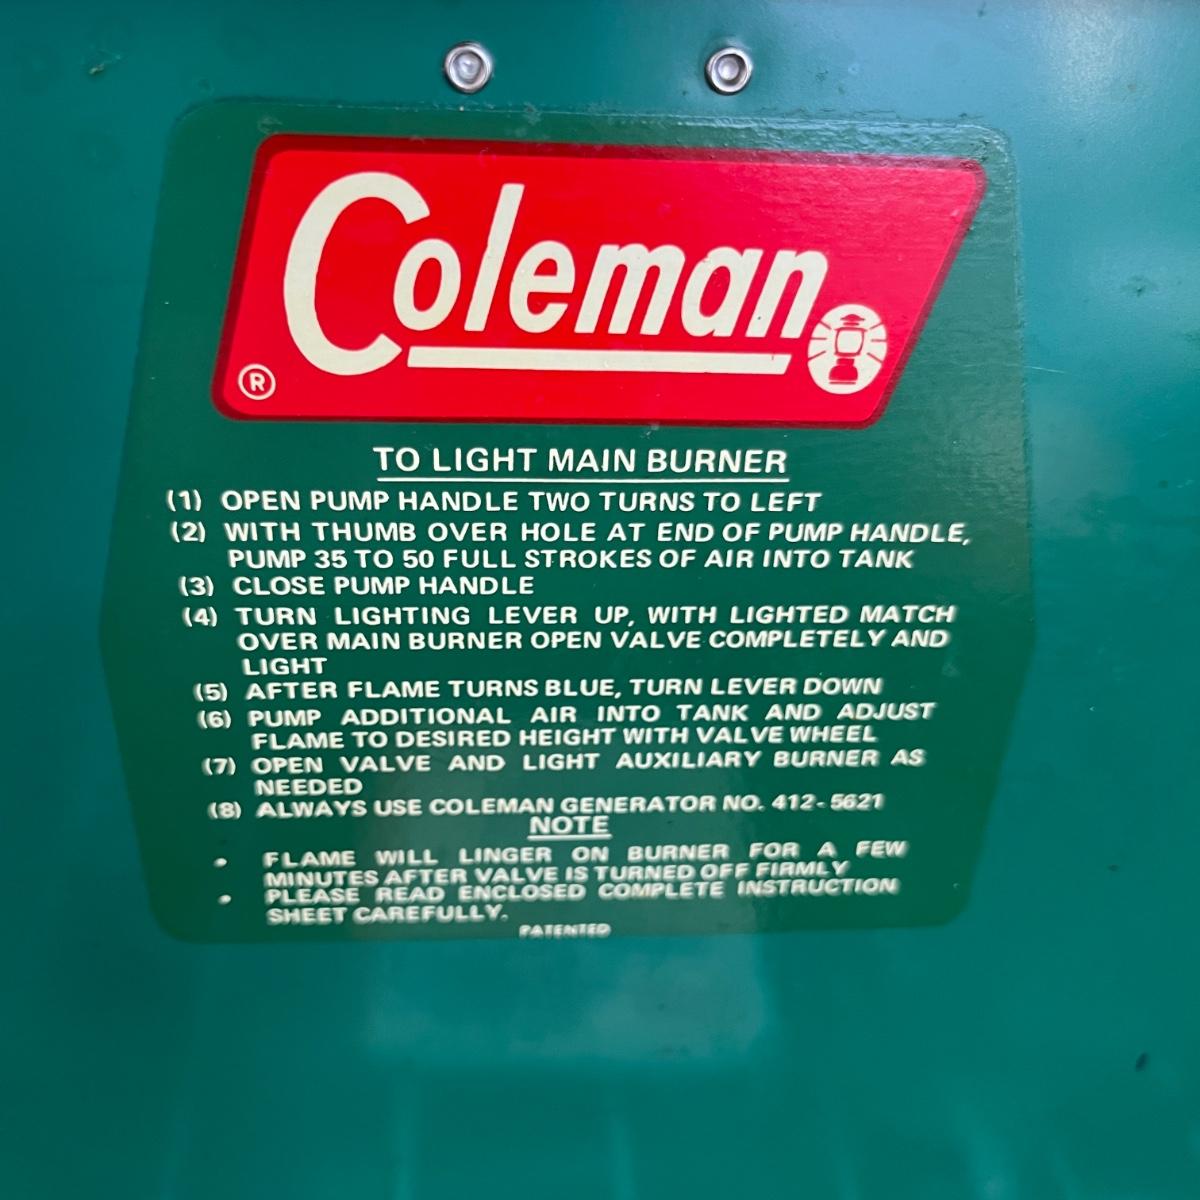 Coleman
®
TO LIGHT MAIN BURNER
(1) OPEN PUMP HANDLE TWO TURNS TO LEFT
(2) WITH THUMB OVER HOLE AT END OF PUMP HANDLE,
PUMP 35 TO 50 FULL STROKES OF AIR INTO TANK
(3) CLOSE PUMP HANDLE
(4) TURN LIGHTING LEVER UP, WITH LIGHTED MATCH
OVER MAIN BURNER OPEN VALVE COMPLETELY AND
LIGHT
(5) AFTER FLAME TURNS BLUE, TURN LEVER DOWN
(6) PUMP ADDITIONAL AIR INTO TANK AND ADJUST
FLAME TO DESIRED HEIGHT WITH VALVE WHEEL
(7) OPEN VALVE AND LIGHT AUXILIARY BURNER AS
NEEDED
(8) ALWAYS USE COLEMAN GENERATOR NO. 412-5621
NOTE
• FLAME WILL LINGER ON BURNER FOR A FEW
MINUTES AFTER VALVE IS TURNED OFF FIRMLY
• PLEASE READ ENCLOSED COMPLETE INSTRUCTION
SHEET CAREFULLY.
PATENTED